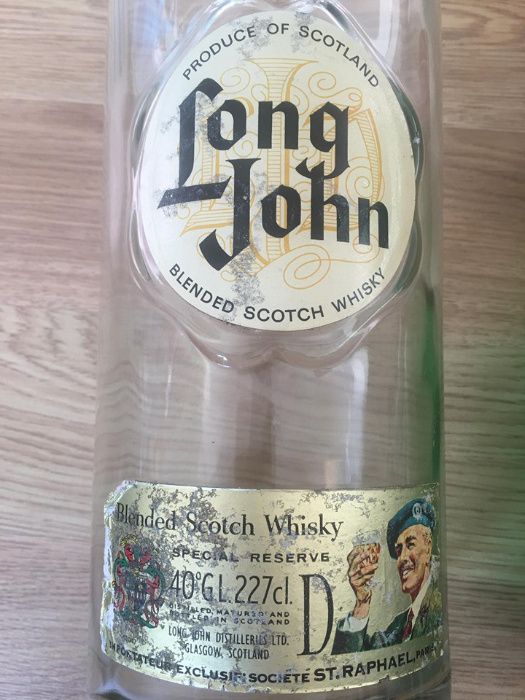 PRODUCE OF SCOTLAND
Long
John
BLENDED SCOTCH WHISKY
Blended Scotch Whisky
SPECIAL RESERVE
40°G.L. 227cl. D
DISTILLED, MATURED AND
BOTTLED IN SCOTLAND
LONG JOHN DISTILLERIES LTD.
GLASGOW, SCOTLAND
IMPORTATEUR EXCLUSIF: SOCIETE ST. RAPHAEL, PARIS